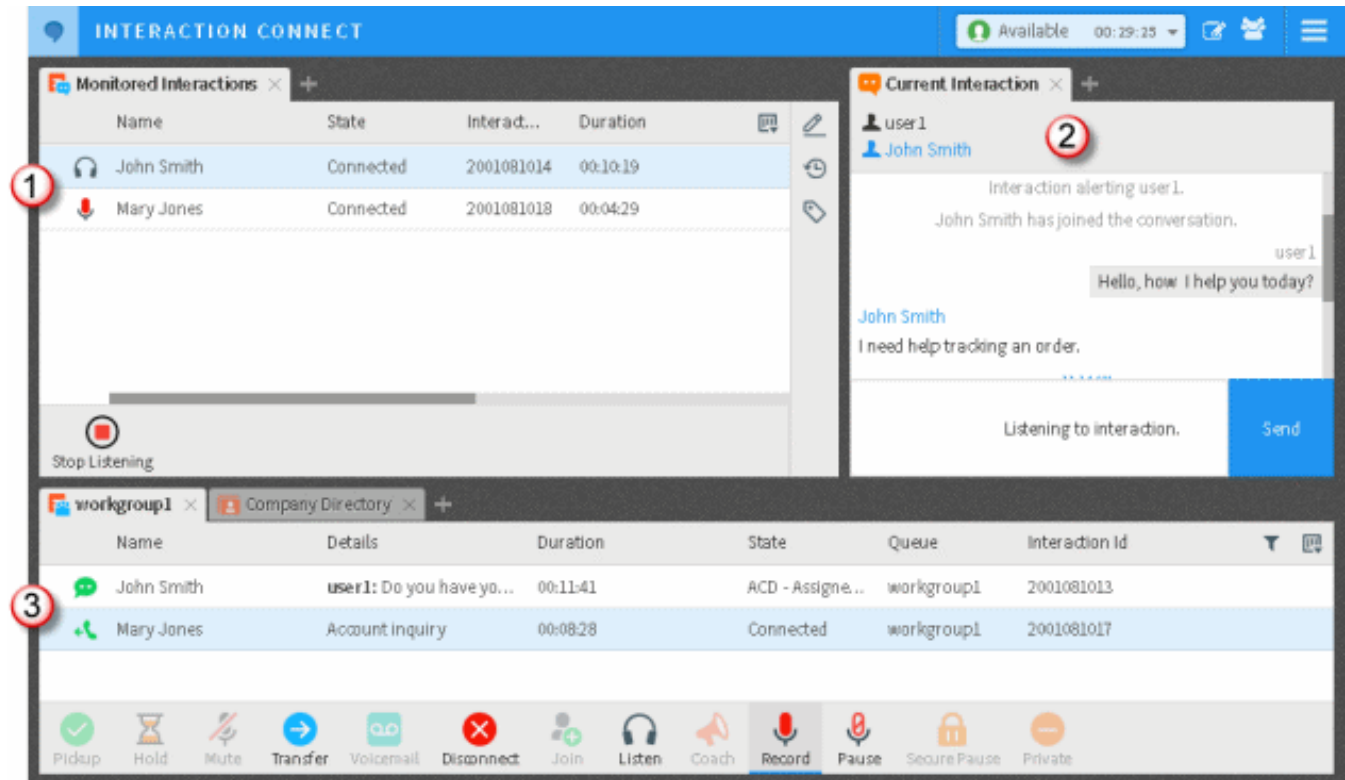 INTERACTION CONNECT
Available 00:29:25
Monitored Interactions
Name State Interact... Duration
John Smith Connected 2001081014 00:10:19
Mary Jones Connected 2001081018 00:04:29
1
Stop Listening
Current Interaction
user1
John Smith
2
Interaction alerting user1.
John Smith has joined the conversation.
user1
Hello, how I help you today?
John Smith
I need help tracking an order.
Listening to interaction.
Send
workgroup1 Company Directory
Name Details Duration State Queue Interaction Id
John Smith user1: Do you have yo... 00:11:41 ACD - Assigne... workgroup1 2001081013
3
Mary Jones Account inquiry 00:08:28 Connected workgroup1 2001081017
Pickup Hold Mute Transfer Voicemail Disconnect Join Listen Coach Record Pause Secure Pause Private